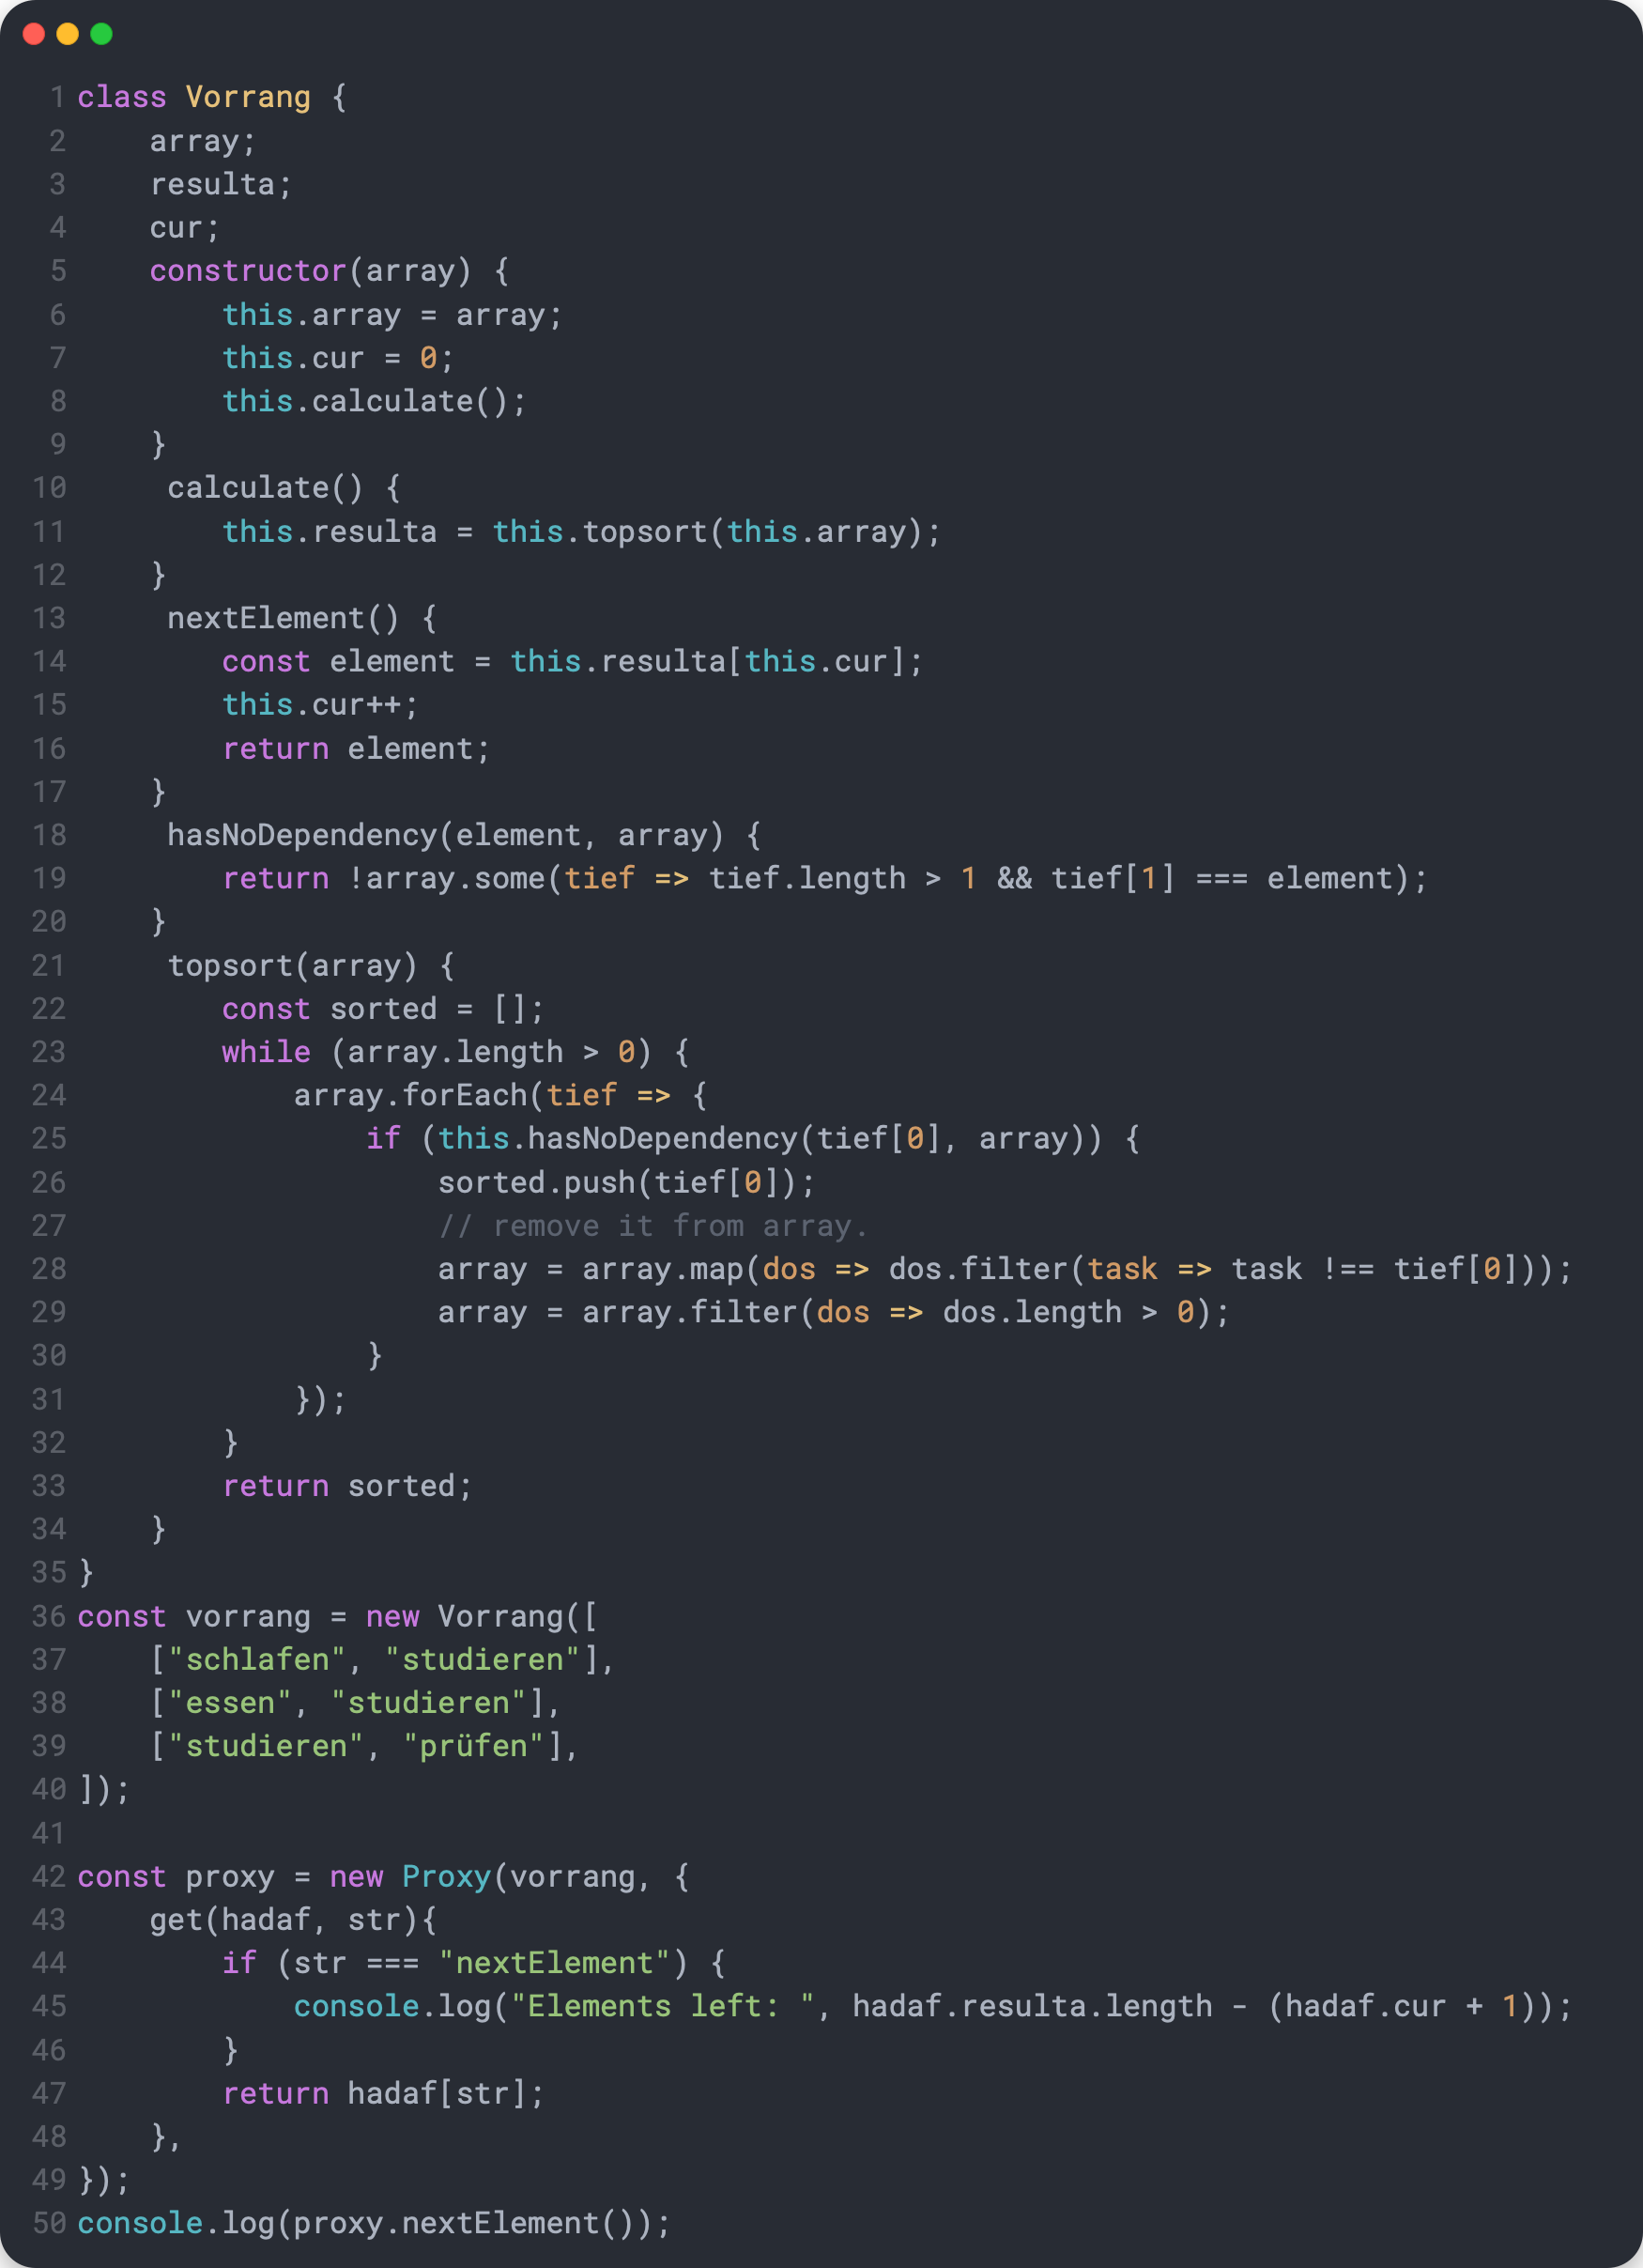 1 class Vorrang {
2     array;
3     resulta;
4     cur;
5     constructor(array) {
6         this.array = array;
7         this.cur = 0;
8         this.calculate();
9     }
10      calculate() {
11         this.resulta = this.topsort(this.array);
12     }
13      nextElement() {
14         const element = this.resulta[this.cur];
15         this.cur++;
16         return element;
17     }
18      hasNoDependency(element, array) {
19         return !array.some(tief => tief.length > 1 && tief[1] === element);
20     }
21      topsort(array) {
22         const sorted = [];
23         while (array.length > 0) {
24             array.forEach(tief => {
25                 if (this.hasNoDependency(tief[0], array)) {
26                     sorted.push(tief[0]);
27                     // remove it from array.
28                     array = array.map(dos => dos.filter(task => task !== tief[0]));
29                     array = array.filter(dos => dos.length > 0);
30                 }
31             });
32         }
33         return sorted;
34     }
35 }
36 const vorrang = new Vorrang([
37     ["schlafen", "studieren"],
38     ["essen", "studieren"],
39     ["studieren", "prüfen"],
40 ]);
41
42 const proxy = new Proxy(vorrang, {
43     get(hadaf, str){
44         if (str === "nextElement") {
45             console.log("Elements left: ", hadaf.resulta.length - (hadaf.cur + 1));
46         }
47         return hadaf[str];
48     },
49 });
50 console.log(proxy.nextElement());